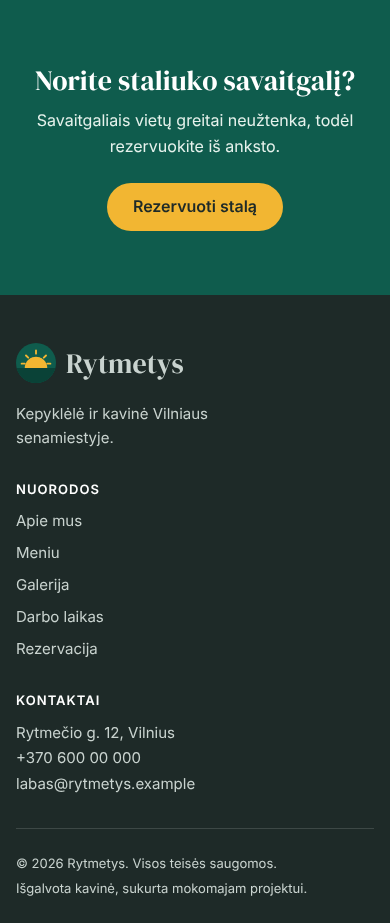 Norite staliuko savaitgalį?
Savaitgaliais vietų greitai neužtenka, todėl
rezervuokite iš anksto.
Rezervuoti stalą
Rytmetys
Kepyklėlė ir kavinė Vilniaus
senamiestyje.
NUORODOS
Apie mus
Meniu
Galerija
Darbo laikas
Rezervacija
KONTAKTAI
Rytmečio g. 12, Vilnius
+370 600 00 000
labas@rytmetys.example
© 2026 Rytmetys. Visos teisės saugomos.
Išgalvota kavinė, sukurta mokomajam projektui.